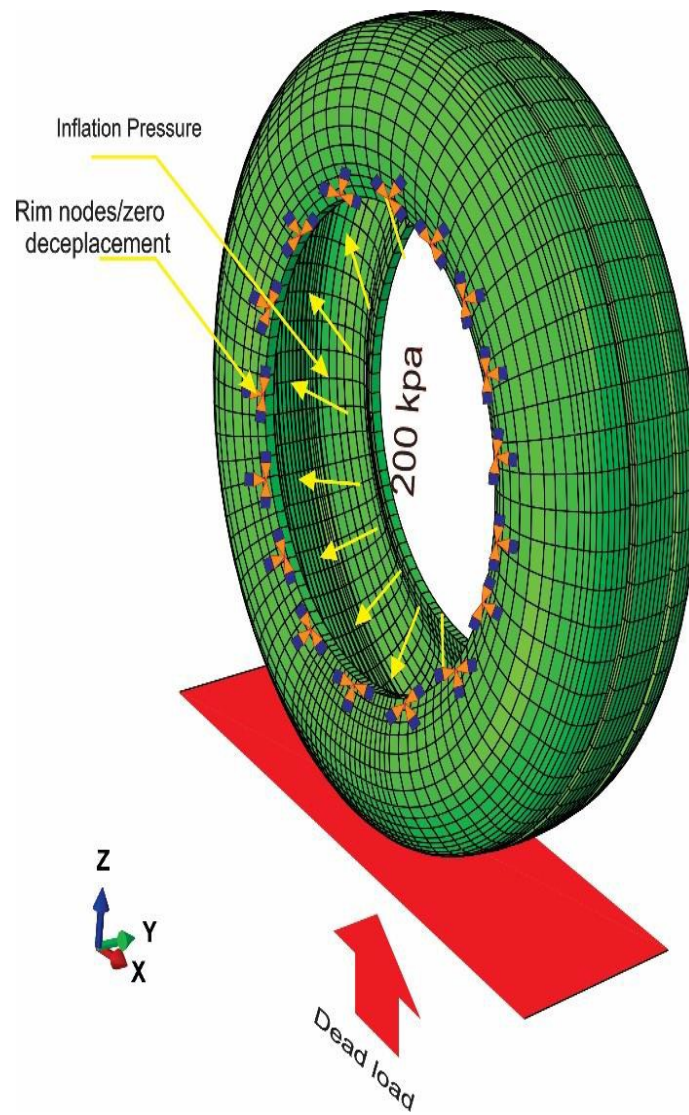 Inflation Pressure
Rim nodes/zero
deceplacement
200 kpa
Z
Y
X
Dead load